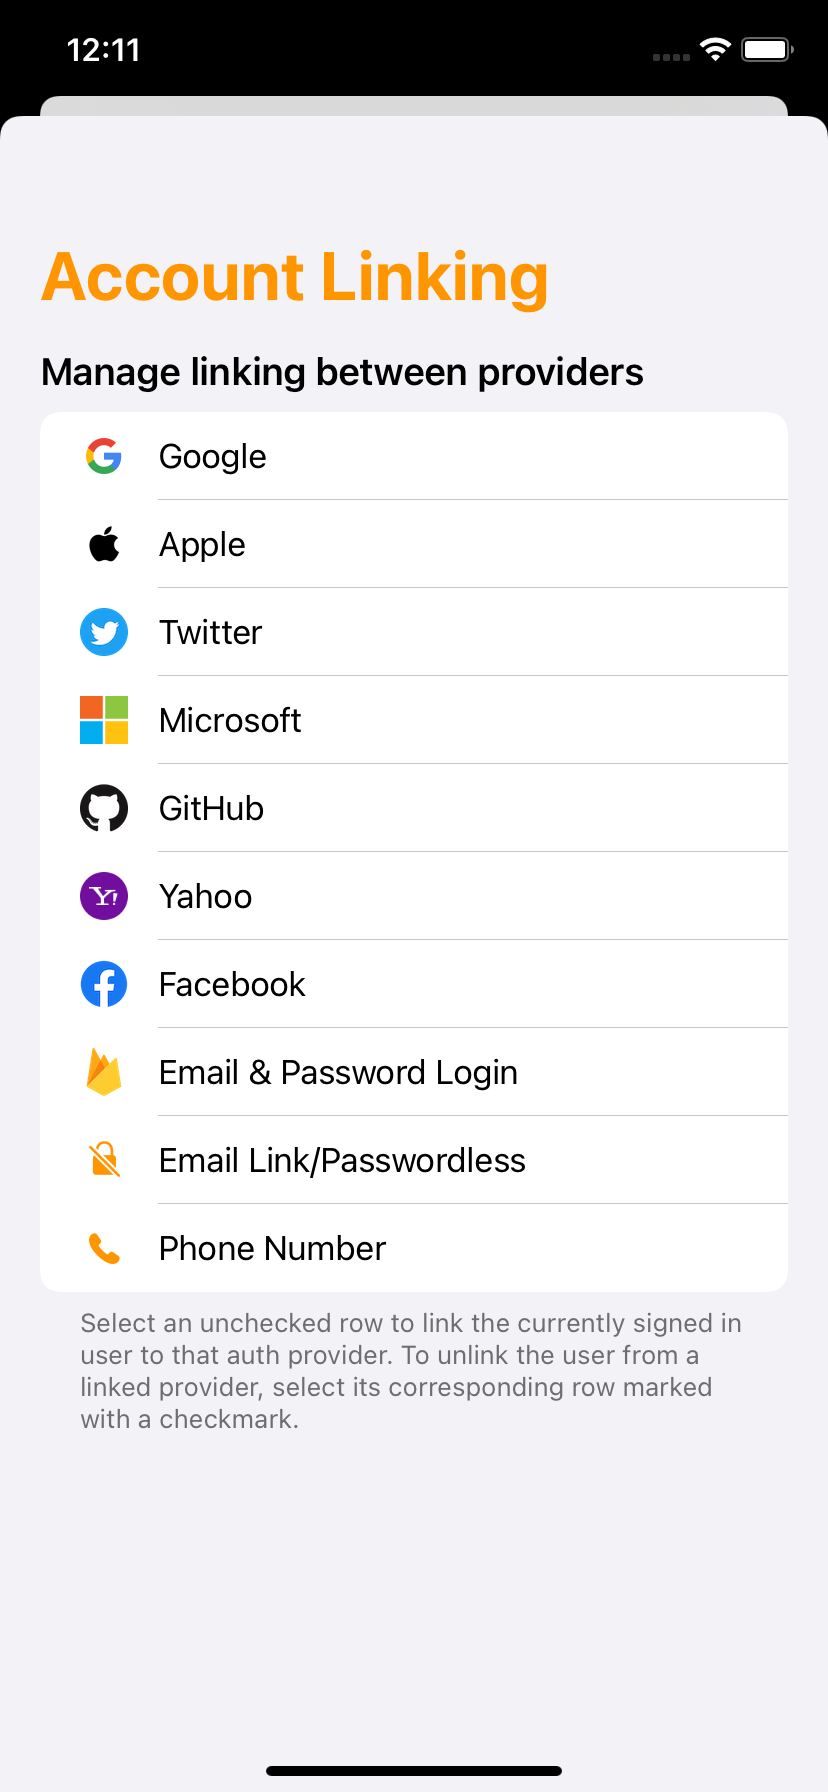 12:11
Account Linking
Manage linking between providers
Google
Apple
Twitter
Microsoft
GitHub
Y!
Yahoo
Facebook
Email & Password Login
Email Link/Passwordless
Phone Number
Select an unchecked row to link the currently signed in
user to that auth provider. To unlink the user from a
linked provider, select its corresponding row marked
with a checkmark.